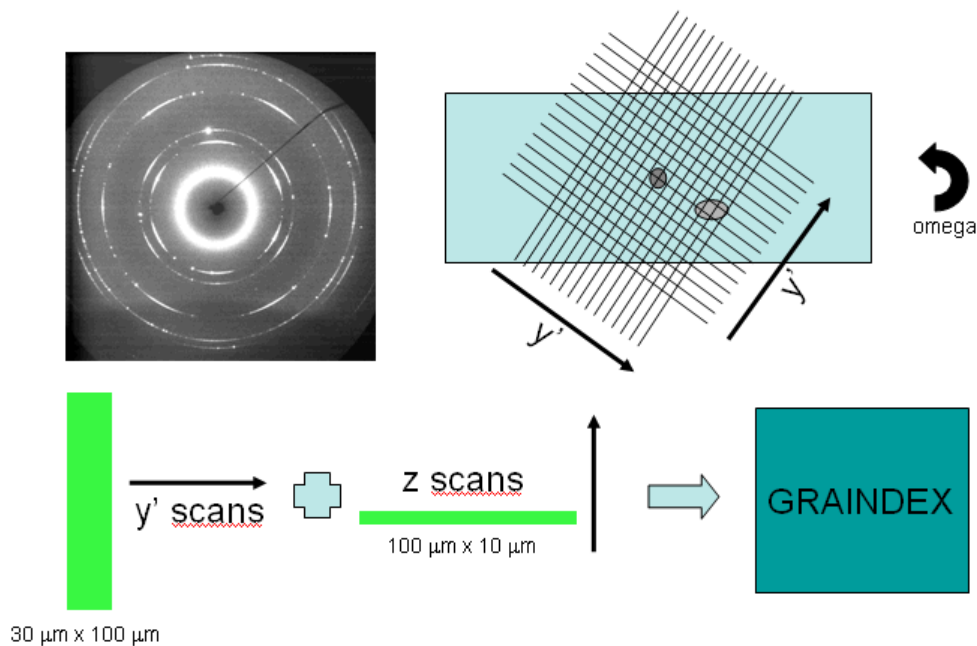 omega
y’
y’
y’ scans
z scans
100 μm x 10 μm
GRAINDEX
30 μm x 100 μm